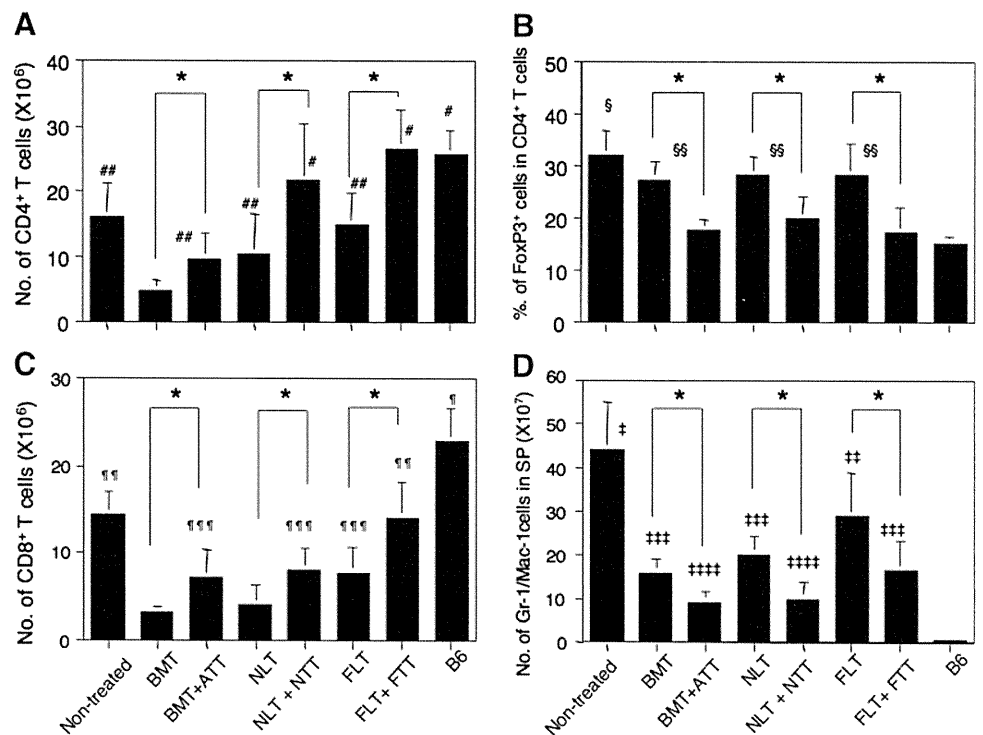 A
No. of CD4⁺ T cells (X10⁶)
40
30
20
10
0
*
*
*
##
##
##
#
##
#
#
B
%. of FoxP3⁺ cells in CD4⁺ T cells
50
40
30
20
10
0
*
*
*
§
§§
§§
§§
C
No. of CD8⁺ T cells (X10⁶)
30
20
10
0
*
*
*
¶¶
¶¶¶
¶¶¶
¶¶¶
¶¶
¶
Non-treated
BMT
BMT+ATT
NLT
NLT + NTT
FLT
FLT+ FTT
B6
D
No. of Gr-1/Mac-1cells in SP (X10⁷)
60
50
40
30
20
10
0
*
*
*
‡
‡‡‡
‡‡‡‡
‡‡‡
‡‡‡‡
‡‡
‡‡‡
Non-treated
BMT
BMT+ATT
NLT
NLT + NTT
FLT
FLT+ FTT
B6